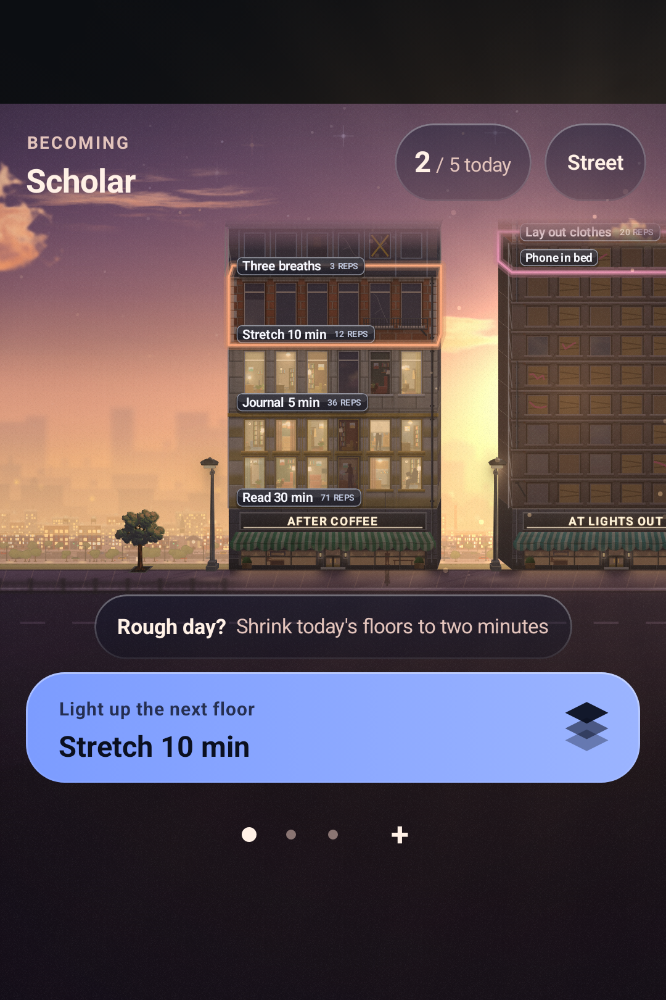 BECOMING
Scholar
2 / 5 today
Street
Lay out clothes 20 REPS
Phone in bed
Three breaths 3 REPS
Stretch 10 min 12 REPS
Journal 5 min 36 REPS
Read 30 min 71 REPS
AFTER COFFEE
AT LIGHTS OUT
Rough day? Shrink today's floors to two minutes
Light up the next floor
Stretch 10 min